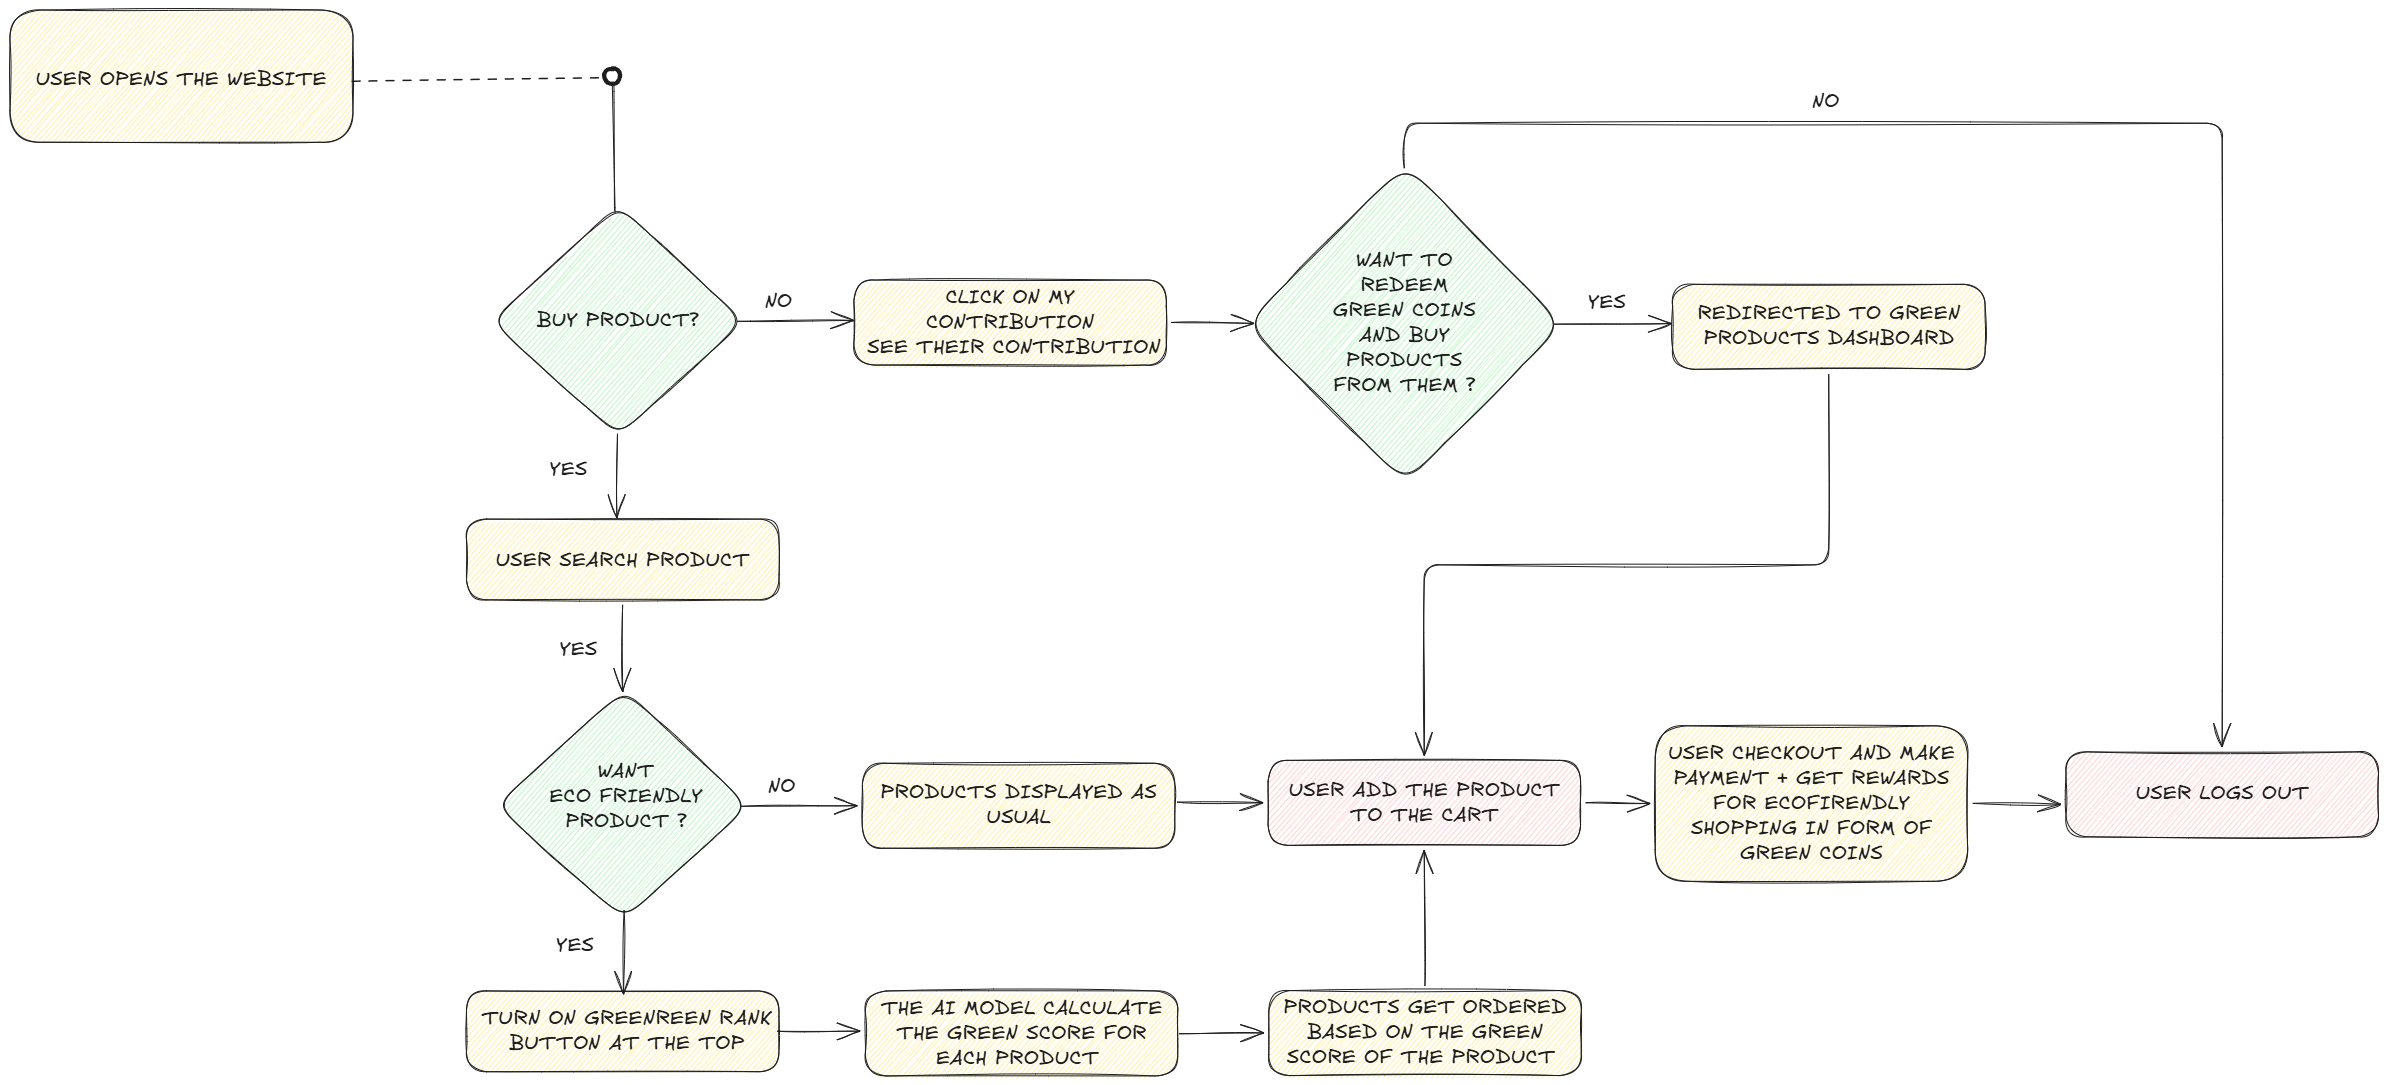 USER OPENS THE WEBSITE
NO
BUY PRODUCT?
NO
CLICK ON MY
CONTRIBUTION
SEE THEIR CONTRIBUTION
WANT TO
REDEEM
GREEN COINS
AND BUY
PRODUCTS
FROM THEM ?
YES
REDIRECTED TO GREEN
PRODUCTS DASHBOARD
YES
USER SEARCH PRODUCT
YES
WANT
ECO FRIENDLY
PRODUCT ?
NO
PRODUCTS DISPLAYED AS
USUAL
USER ADD THE PRODUCT
TO THE CART
USER CHECKOUT AND MAKE
PAYMENT + GET REWARDS
FOR ECOFIRENDLY
SHOPPING IN FORM OF
GREEN COINS
USER LOGS OUT
YES
TURN ON GREENREEN RANK
BUTTON AT THE TOP
THE AI MODEL CALCULATE
THE GREEN SCORE FOR
EACH PRODUCT
PRODUCTS GET ORDERED
BASED ON THE GREEN
SCORE OF THE PRODUCT